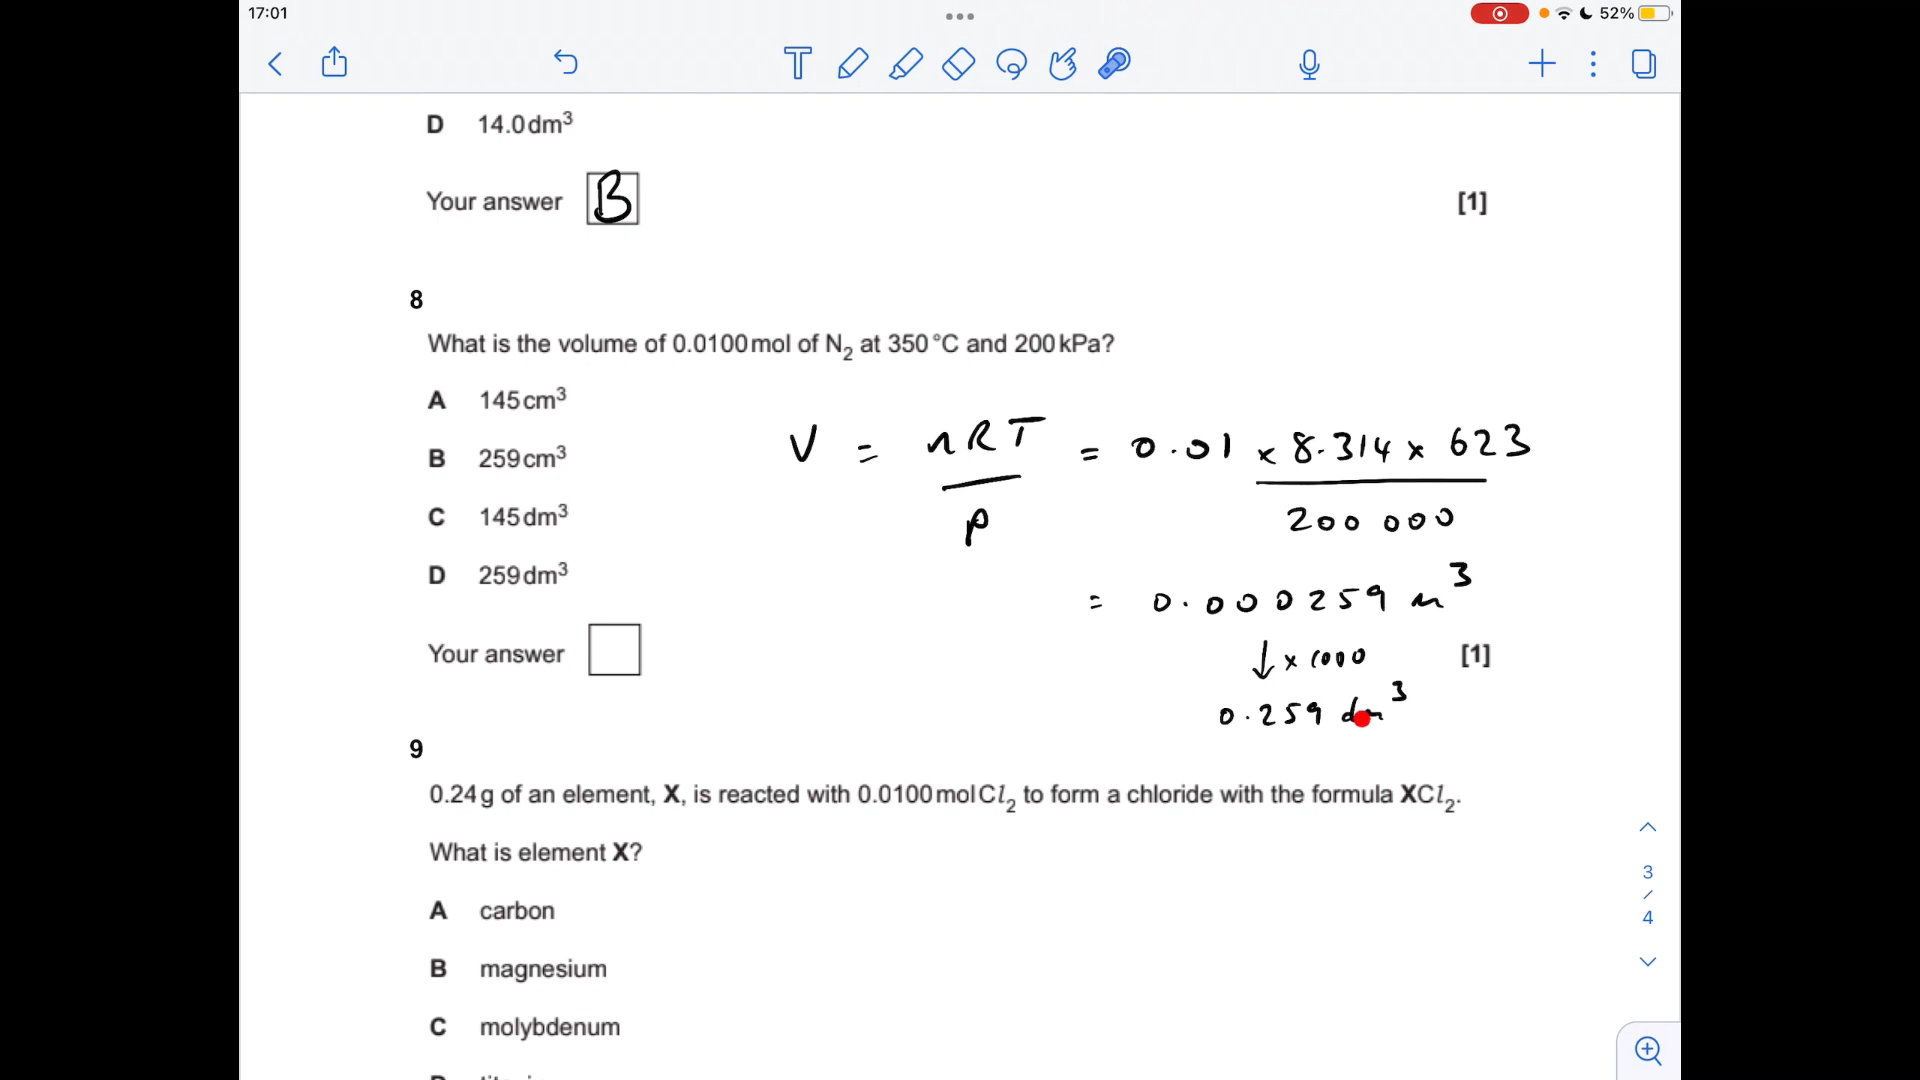 17:01
52%
T
D 14.0 dm³
Your answer B [1]
8
What is the volume of 0.0100 mol of N₂ at 350 °C and 200 kPa?
A 145 cm³
B 259 cm³
C 145 dm³
D 259 dm³
V = nRT/p = 0.01 × 8.314 × 623 / 200 000
= 0.000259 m³
↓ × 1000
0.259 dm³
Your answer [1]
9
0.24 g of an element, X, is reacted with 0.0100 mol Cl₂ to form a chloride with the formula XCl₂.
What is element X?
A carbon
B magnesium
C molybdenum
3
/
4